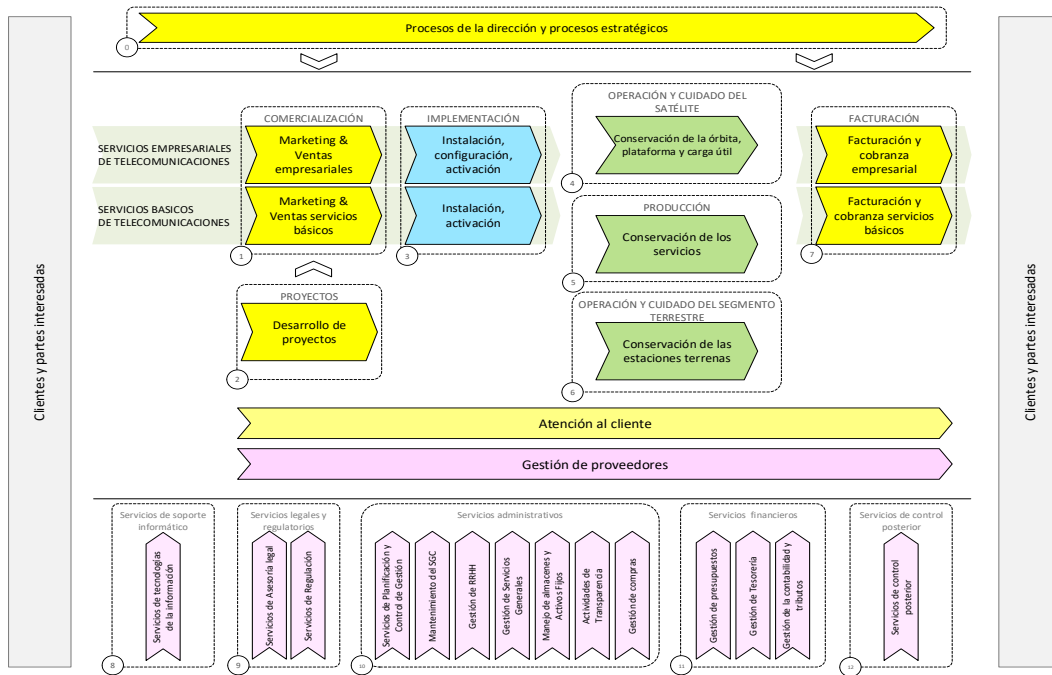 Procesos de la dirección y procesos estratégicos
0
Clientes y partes interesadas
SERVICIOS EMPRESARIALES
DE TELECOMUNICACIONES
SERVICIOS BASICOS
DE TELECOMUNICACIONES
COMERCIALIZACIÓN
Marketing &
Ventas
empresariales
Marketing &
Ventas servicios
básicos
1
IMPLEMENTACIÓN
Instalación,
configuración,
activación
Instalación,
activación
3
OPERACIÓN Y CUIDADO DEL
SATÉLITE
Conservación de la órbita,
plataforma y carga útil
4
PRODUCCIÓN
Conservación de los
servicios
5
OPERACIÓN Y CUIDADO DEL SEGMENTO
TERRESTRE
Conservación de las
estaciones terrenas
6
FACTURACIÓN
Facturación y
cobranza
empresarial
Facturación y
cobranza servicios
básicos
7
PROYECTOS
Desarrollo de
proyectos
2
Atención al cliente
Gestión de proveedores
Servicios de soporte
informático
Servicios de tecnologías
de la información
8
Servicios legales y
regulatorios
Servicios de Asesoría legal
Servicios de Regulación
9
Servicios administrativos
Servicios de Planificación y
Control de Gestión
Mantenimiento del SGC
Gestión de RRHH
Gestión de Servicios
Generales
Manejo de almacenes y
Activos Fijos
Actividades de
Transparencia
Gestión de compras
10
Servicios financieros
Gestión de presupuestos
Gestión de Tesorería
Gestión de la contabilidad y
tributos
11
Servicios de control
posterior
Servicios de control
posterior
12
Clientes y partes interesadas